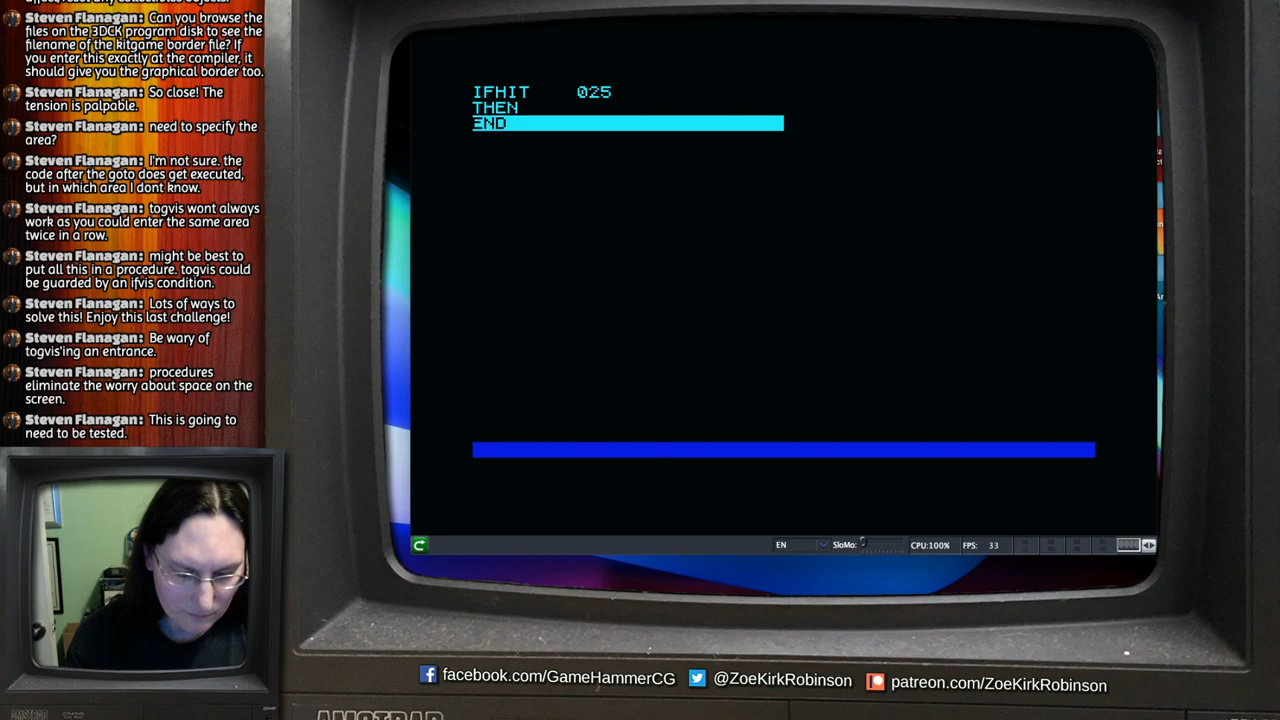 Steven Flanagan: Can you browse the
files on the 3DCK program disk to see the
filename of the kitgame border file? If
you enter this exactly at the compiler, it
should give you the graphical border too.
Steven Flanagan: So close! The
tension is palpable.
Steven Flanagan: need to specify the
area?
Steven Flanagan: I'm not sure. the
code after the goto does get executed,
but in which area I dont know.
Steven Flanagan: togvis wont always
work as you could enter the same area
twice in a row.
Steven Flanagan: might be best to
put all this in a procedure. togvis could
be guarded by an ifvis condition.
Steven Flanagan: Lots of ways to
solve this! Enjoy this last challenge!
Steven Flanagan: Be wary of
togvis'ing an entrance.
Steven Flanagan: procedures
eliminate the worry about space on the
screen.
Steven Flanagan: This is going to
need to be tested.
IFHIT 025
THEN
END
EN SloMo: CPU:100% FPS: 33
facebook.com/GameHammerCG @ZoeKirkRobinson patreon.com/ZoeKirkRobinson
AMSTRAD